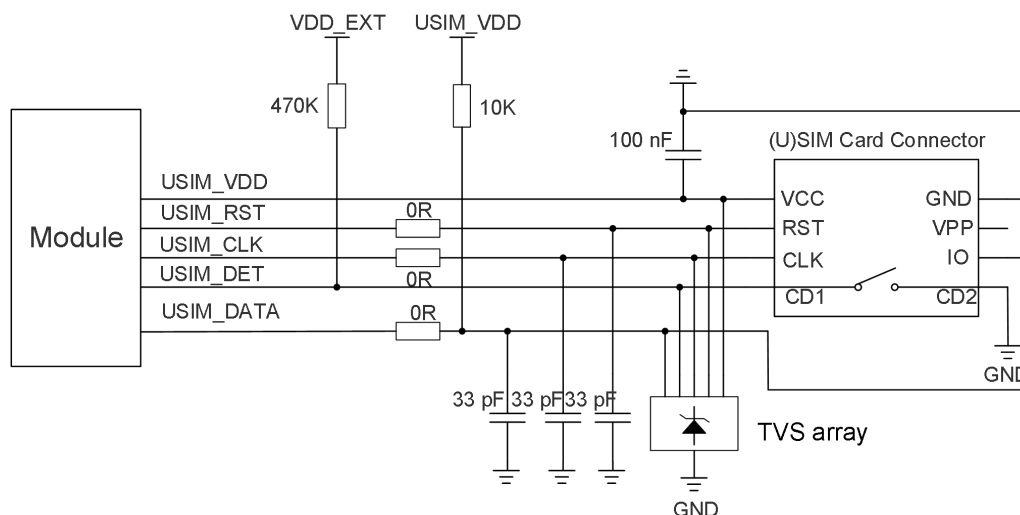 VDD_EXT USIM_VDD
470K 10K
100 nF (U)SIM Card Connector
USIM_VDD VCC GND
USIM_RST 0R RST VPP
Module
USIM_CLK CLK IO
USIM_DET 0R CD1 CD2
USIM_DATA 0R
GND
33 pF 33 pF 33 pF
TVS array
GND